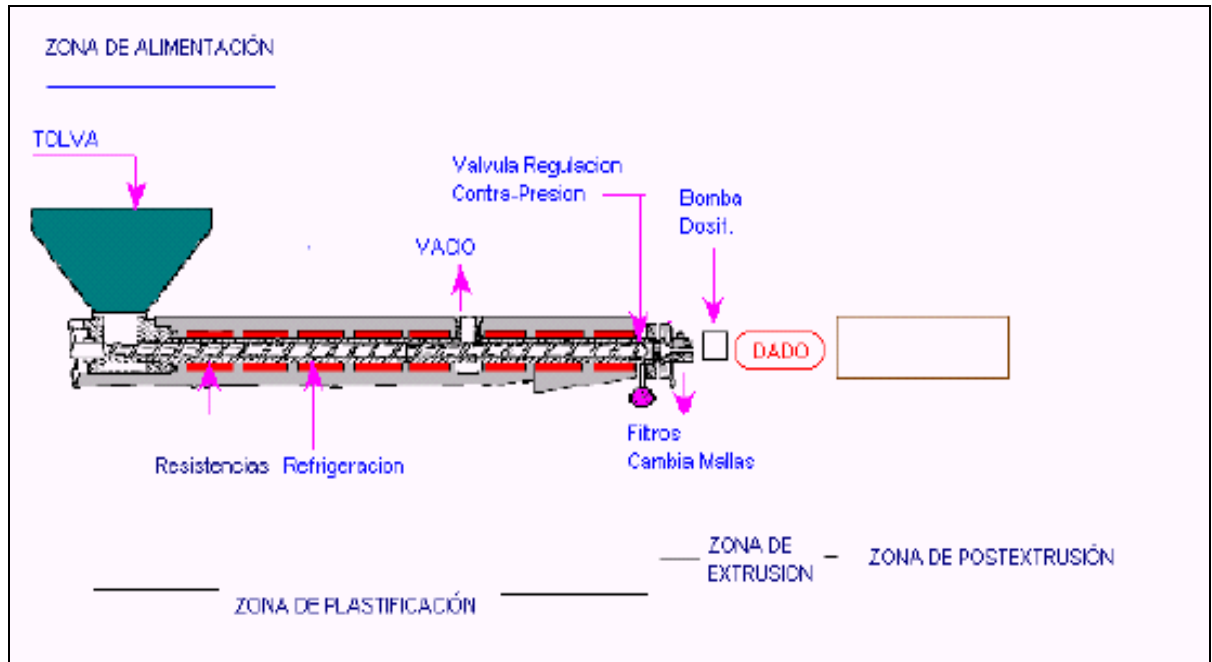 ZONA DE ALIMENTACIÓN
TOLVA
Valvula Regulacion
Contra-Presion
Bomba
Dosif.
VACIO
DADO
Filtros
Cambia Mallas
Resistencias
Refrigeracion
ZONA DE
EXTRUSION
ZONA DE POSTEXTRUSIÓN
ZONA DE PLASTIFICACIÓN